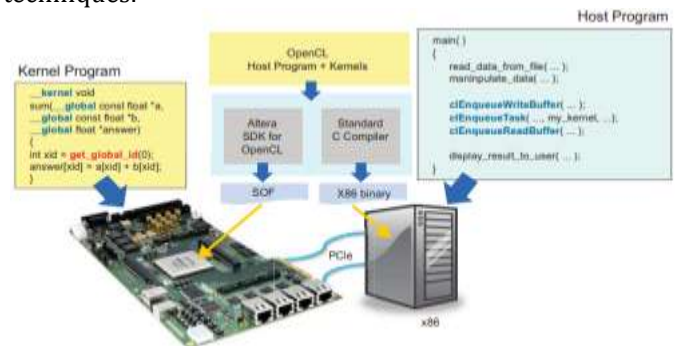 techniques.
Host Program
main( )
{
read_data_from_file( ... );
maninpulate_data( ... );
clEnqueueWriteBuffer( ... );
clEnqueueTask( ..., my_kernel, ...);
clEnqueueReadBuffer( ... );
display_result_to_user( ... );
}
OpenCL
Host Program + Kernels
Kernel Program
__kernel void
sum(__global const float *a,
__global const float *b,
__global float *answer)
{
int xid = get_global_id(0);
answer[xid] = a[xid] + b[xid];
}
Altera
SDK for
OpenCL
Standard
C Compiler
SOF
X86 binary
PCIe
x86